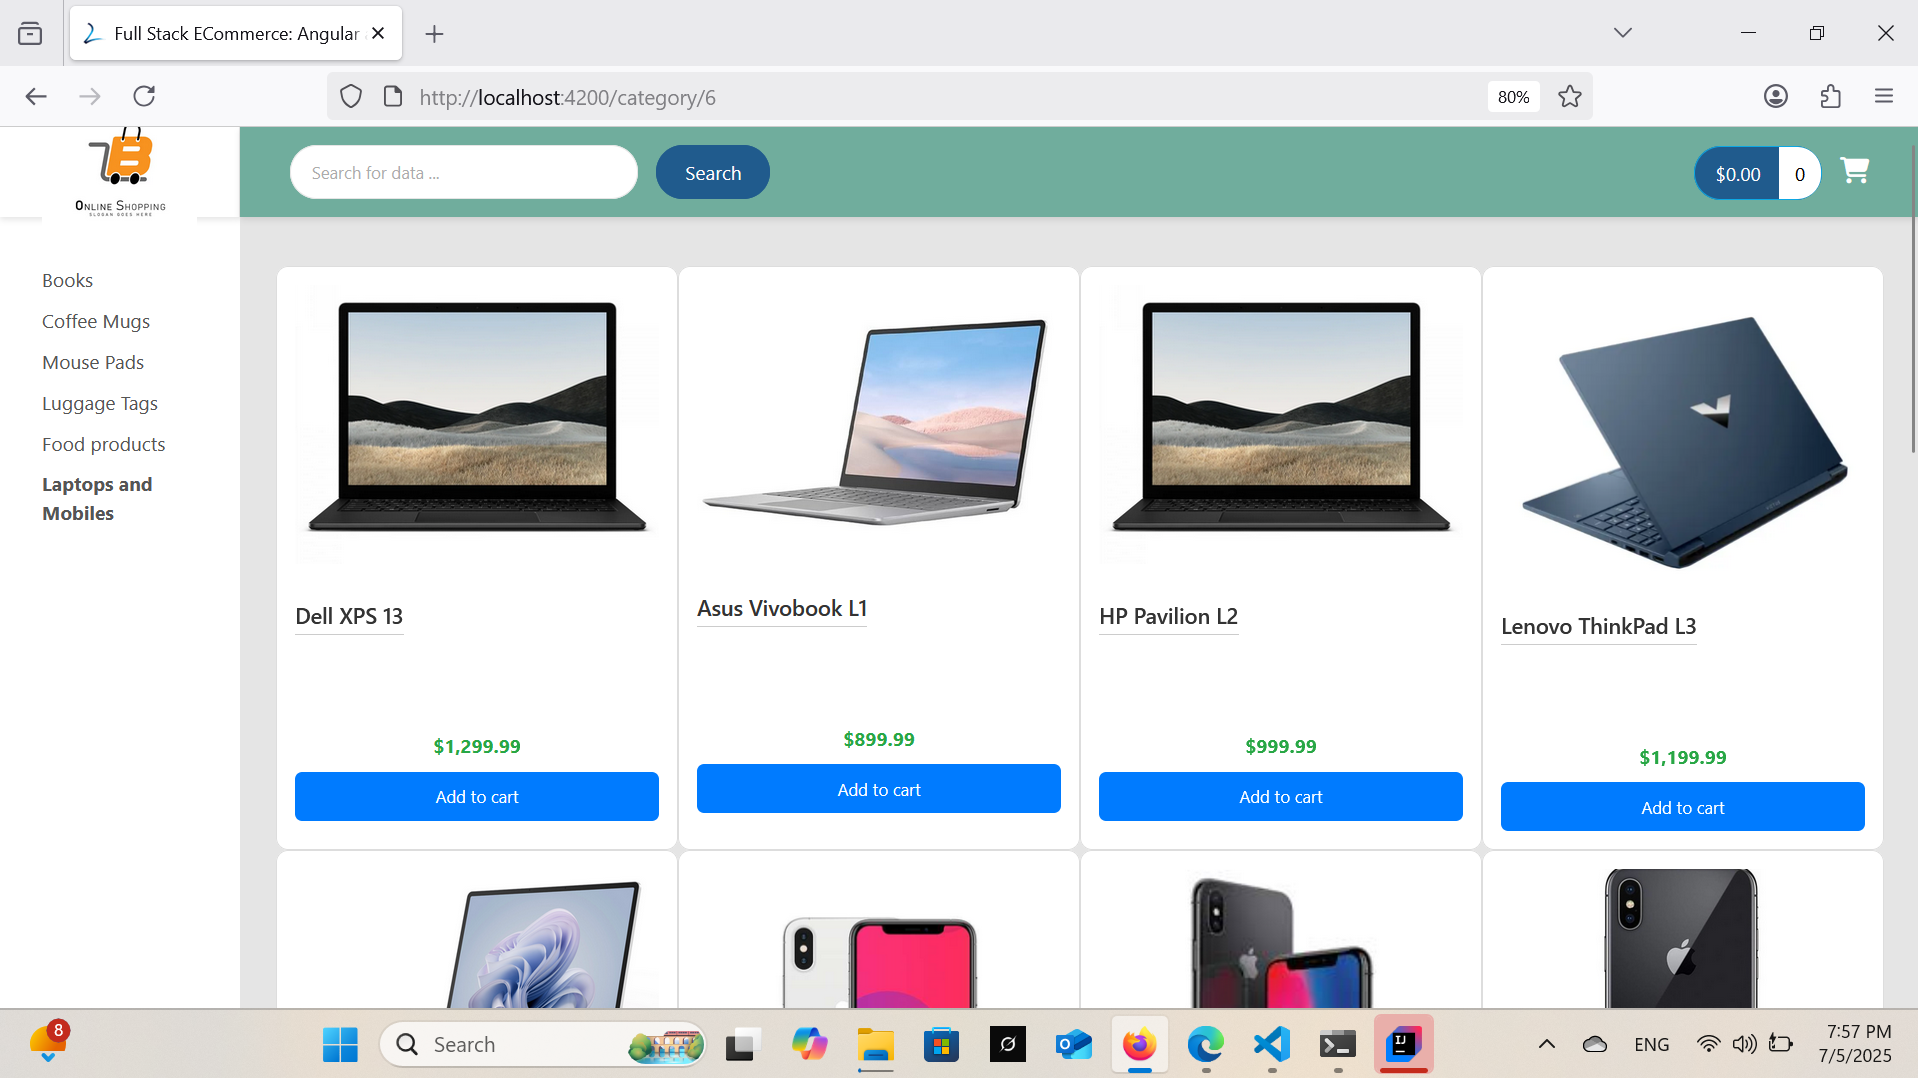 Full Stack ECommerce: Angular
http://localhost:4200/category/6
80%
ONLINE SHOPPING
SLOGAN GOES HERE
Search for data ...
Search
$0.00
0
Books
Coffee Mugs
Mouse Pads
Luggage Tags
Food products
Laptops and
Mobiles
Dell XPS 13
$1,299.99
Add to cart
Asus Vivobook L1
$899.99
Add to cart
HP Pavilion L2
$999.99
Add to cart
Lenovo ThinkPad L3
$1,199.99
Add to cart
8
Search
IJ
ENG
7:57 PM
7/5/2025